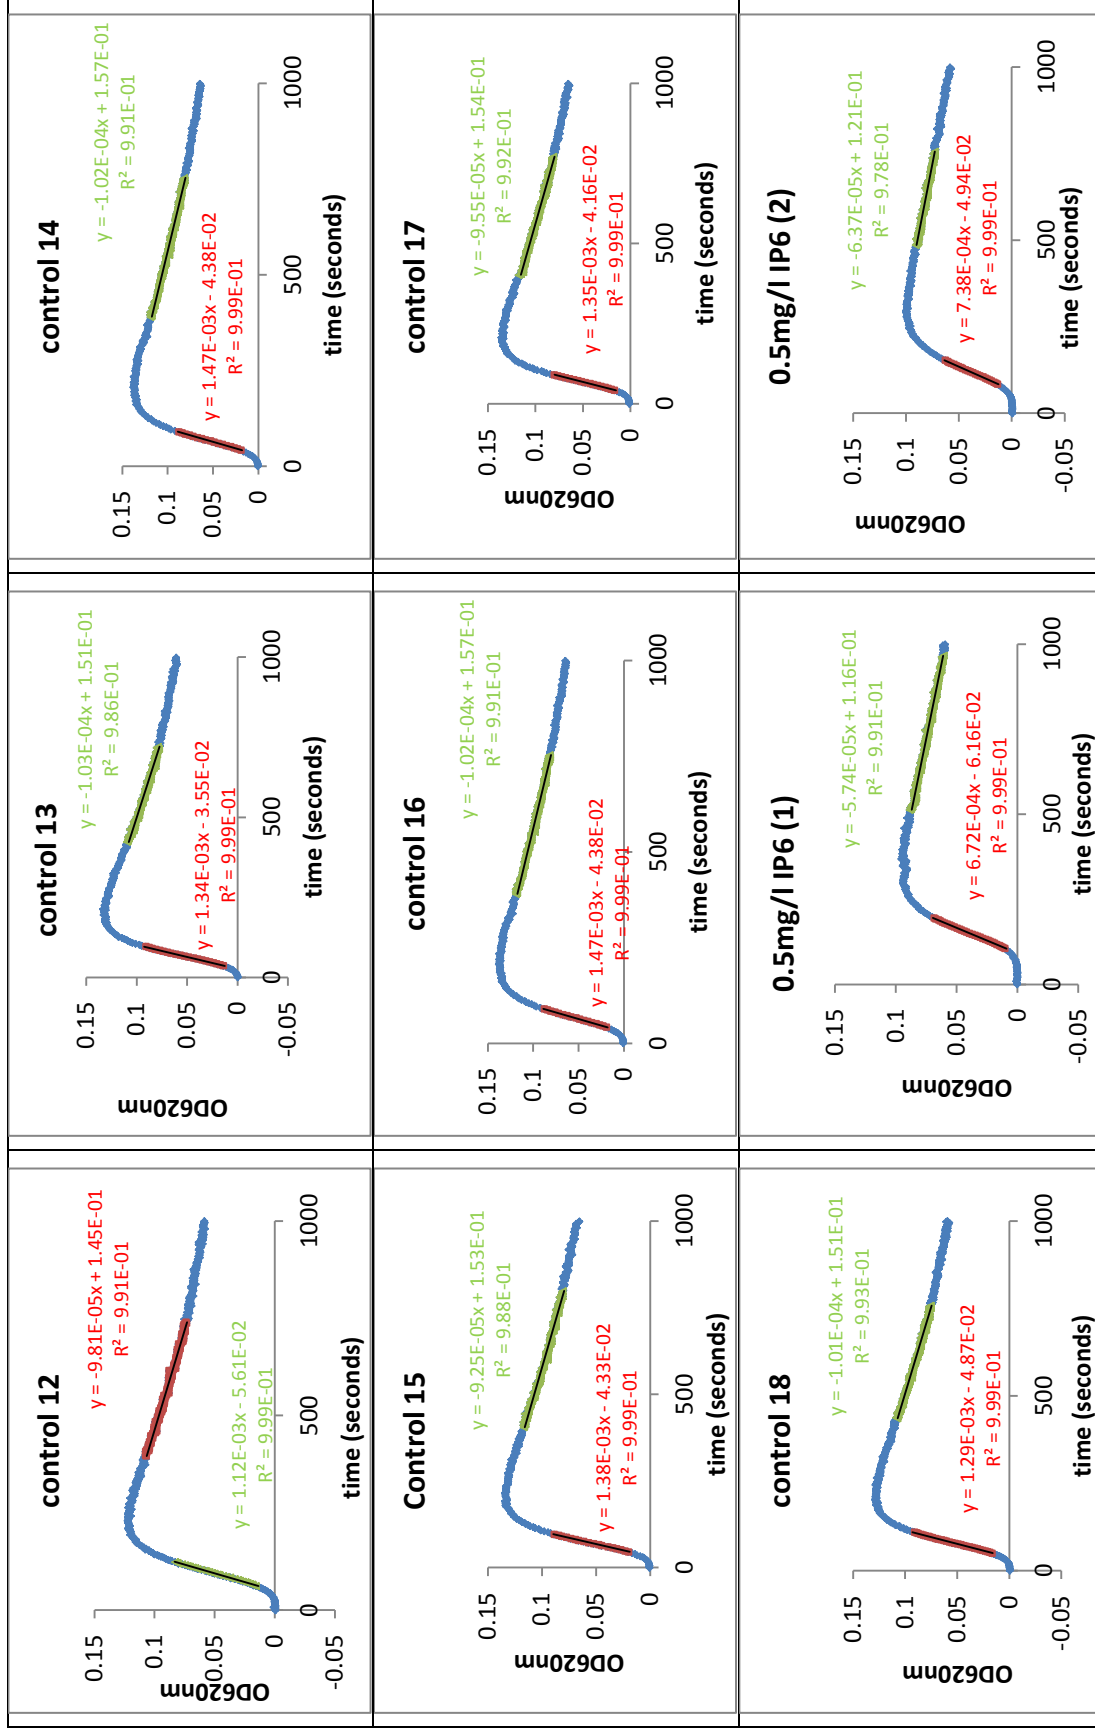 control 12
y = -9.81E-05x + 1.45E-01
R² = 9.91E-01
y = 1.12E-03x - 5.61E-02
R² = 9.99E-01
0.15
0.1
0.05
0
-0.05
0
500
1000
OD620nm
time (seconds)
control 13
y = -1.03E-04x + 1.51E-01
R² = 9.86E-01
y = 1.34E-03x - 3.55E-02
R² = 9.99E-01
0.15
0.1
0.05
0
-0.05
0
500
1000
OD620nm
time (seconds)
control 14
y = -1.02E-04x + 1.57E-01
R² = 9.91E-01
y = 1.47E-03x - 4.38E-02
R² = 9.99E-01
0.15
0.1
0.05
0
0
500
1000
OD620nm
time (seconds)
Control 15
y = -9.25E-05x + 1.53E-01
R² = 9.88E-01
y = 1.38E-03x - 4.33E-02
R² = 9.99E-01
0.15
0.1
0.05
0
0
500
1000
OD620nm
time (seconds)
control 16
y = -1.02E-04x + 1.57E-01
R² = 9.91E-01
y = 1.47E-03x - 4.38E-02
R² = 9.99E-01
0.15
0.1
0.05
0
0
500
1000
OD620nm
time (seconds)
control 17
y = -9.55E-05x + 1.54E-01
R² = 9.92E-01
y = 1.35E-03x - 4.16E-02
R² = 9.99E-01
0.15
0.1
0.05
0
0
500
1000
OD620nm
time (seconds)
control 18
y = -1.01E-04x + 1.51E-01
R² = 9.93E-01
y = 1.29E-03x - 4.87E-02
R² = 9.99E-01
0.15
0.1
0.05
0
0
500
1000
OD620nm
time (seconds)
0.5mg/l IP6 (1)
y = -5.74E-05x + 1.16E-01
R² = 9.91E-01
y = 6.72E-04x - 6.16E-02
R² = 9.99E-01
0.15
0.1
0.05
0
-0.05
0
500
1000
OD620nm
time (seconds)
0.5mg/l IP6 (2)
y = -6.37E-05x + 1.21E-01
R² = 9.78E-01
y = 7.38E-04x - 4.94E-02
R² = 9.99E-01
0.15
0.1
0.05
0
-0.05
0
500
1000
OD620nm
time (seconds)